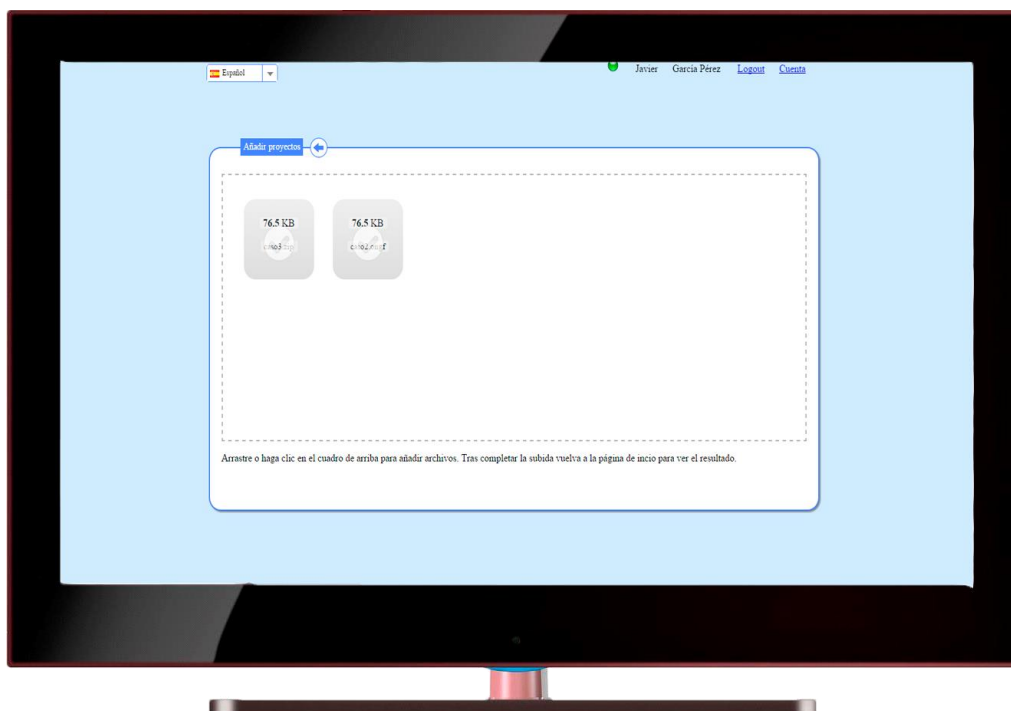 Español
Javier García Pérez Logout Cuenta
Añadir proyectos
76.5 KB
76.5 KB
Arrastre o haga clic en el cuadro de arriba para añadir archivos. Tras completar la subida vuelva a la página de incio para ver el resultado.